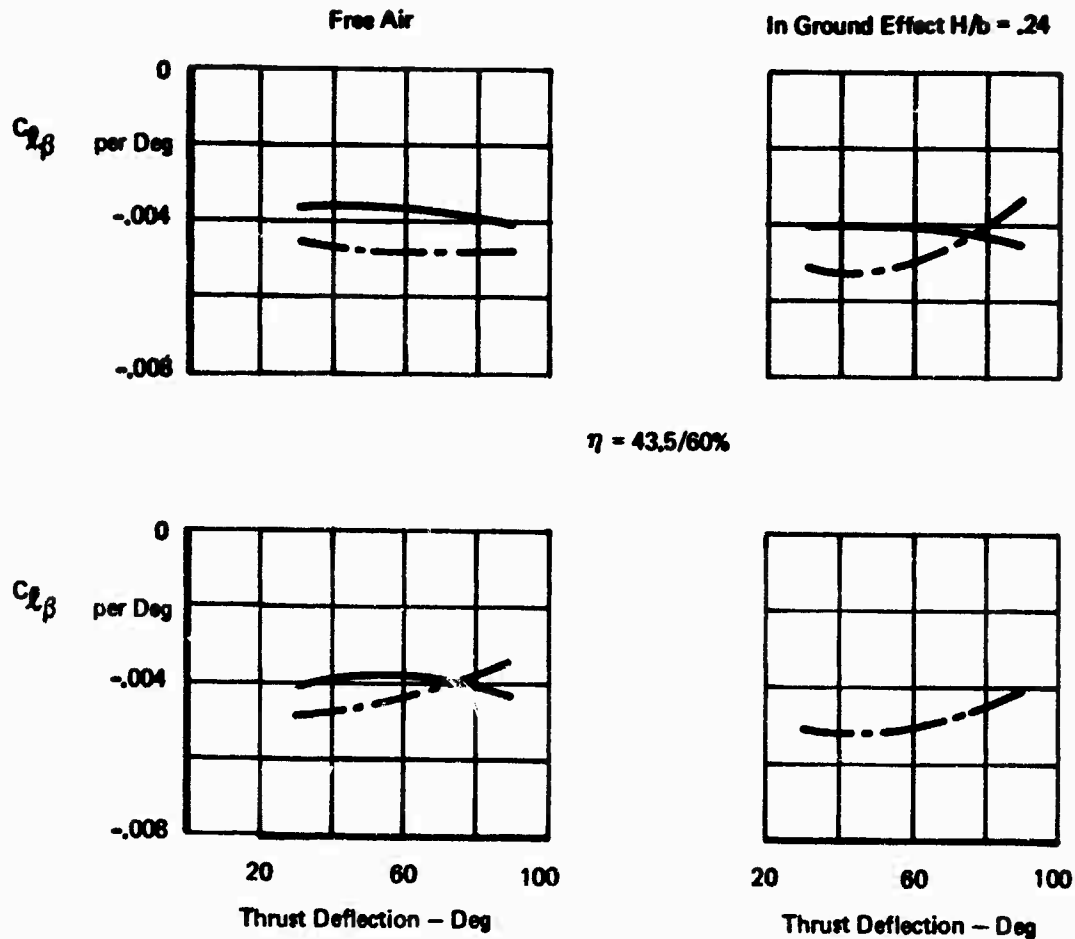 Free Air
In Ground Effect H/b = .24
0
Cℓβ per Deg
-.004
-.008
η = 43.5/60%
0
Cℓβ per Deg
-.004
-.008
20 60 100
20 60 100
Thrust Deflection – Deg
Thrust Deflection – Deg